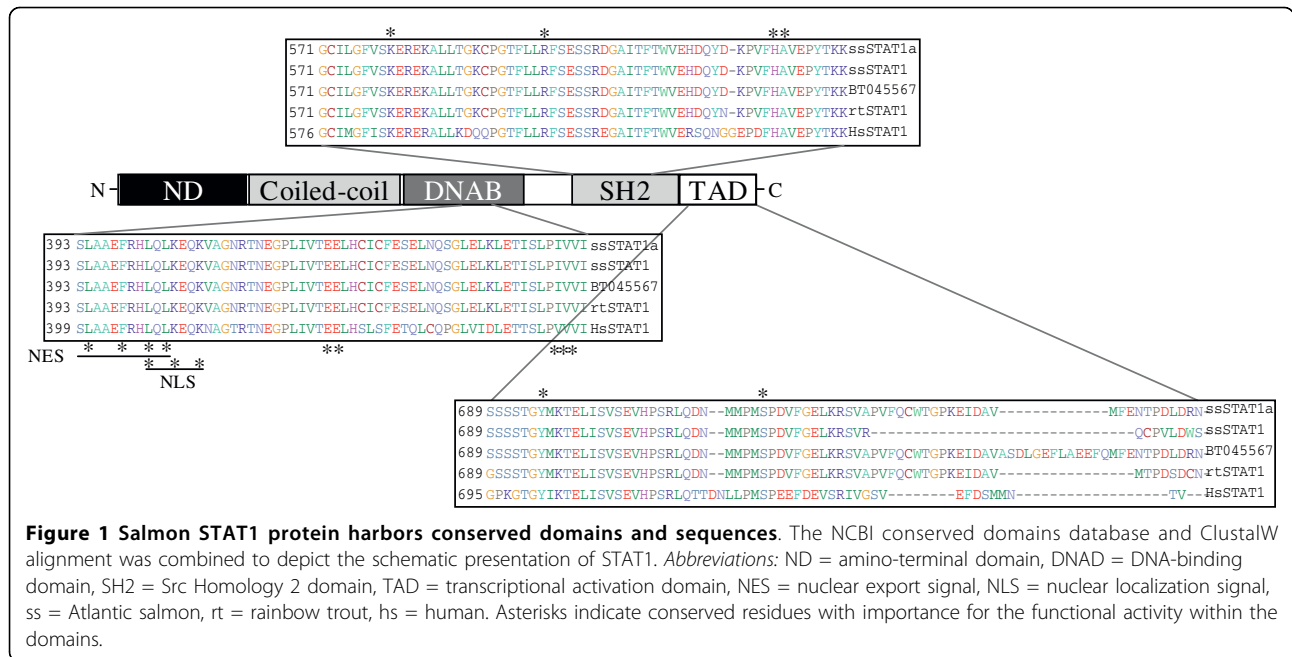 * * **
571 GCILGFVSKEREKALLTGKCPGTFLLRFSESSRDGAITFTWVEHDQYD-KPVFHAVEPYTKK ssSTAT1a
571 GCILGFVSKEREKALLTGKCPGTFLLRFSESSRDGAITFTWVEHDQYD-KPVFHAVEPYTKK ssSTAT1
571 GCILGFVSKEREKALLTGKCPGTFLLRFSESSRDGAITFTWVEHDQYD-KPVFHAVEPYTKK BT045567
571 GCILGFVSKEREKALLTGKCPGTFLLRFSESSRDGAITFTWVEHDQYN-KPVFHAVEPYTKK rtSTAT1
576 GCIMGFISKERERALLKDQQPGTFLLRFSESSREGAITFTWVERSQNGGEPDFHAVEPYTKK HsSTAT1
N ND Coiled-coil DNAB SH2 TAD C
393 SLAAEFRHLQLKEQKVAGNRTNEGPLIVTEELHCICFESELNQSGLELKLETISLPIVVI ssSTAT1a
393 SLAAEFRHLQLKEQKVAGNRTNEGPLIVTEELHCICFESELNQSGLELKLETISLPIVVI ssSTAT1
393 SLAAEFRHLQLKEQKVAGNRTNEGPLIVTEELHCICFESELNQSGLELKLETISLPIVVI BT045567
393 SLAAEFRHLQLKEQKVAGNRTNEGPLIVTEELHCICFESELNQSGLELKLETISLPIVVI rtSTAT1
399 SLAAEFRHLQLKEQKNAGTRTNEGPLIVTEELHSLSFETQLCQPGLVIDLETTSLPVVVI HsSTAT1
* * * * ** ***
NES
* * *
NLS
* *
689 SSSSTGYMKTELISVSEVHPSRLQDN--MMPMSPDVFGELKRSVAPVFQCWTGPKEIDAV--------------MFENTPDLDRN- ssSTAT1a
689 SSSSTGYMKTELISVSEVHPSRLQDN--MMPMSPDVFGELKRSVR---------------------------------QCPVLDWS- ssSTAT1
689 SSSSTGYMKTELISVSEVHPSRLQDN--MMPMSPDVFGELKRSVAPVFQCWTGPKEIDAVASDLGEFLAEEFQMFENTPDLDRN- BT045567
689 GSSSTGYMKTELISVSEVHPSRLQDN--MMPMSPDVFGELKRSVAPVFQCWTGPKEIDAV-----------------MTPDSDCN- rtSTAT1
695 GPKGTGYIKTELISVSEVHPSRLQTTDNLLPMSPEEFDEVSRIVGSV--------EFDSMMN-------------------TV-- HsSTAT1
Figure 1 Salmon STAT1 protein harbors conserved domains and sequences. The NCBI conserved domains database and ClustalW
alignment was combined to depict the schematic presentation of STAT1. Abbreviations: ND = amino-terminal domain, DNAD = DNA-binding
domain, SH2 = Src Homology 2 domain, TAD = transcriptional activation domain, NES = nuclear export signal, NLS = nuclear localization signal,
ss = Atlantic salmon, rt = rainbow trout, hs = human. Asterisks indicate conserved residues with importance for the functional activity within the
domains.